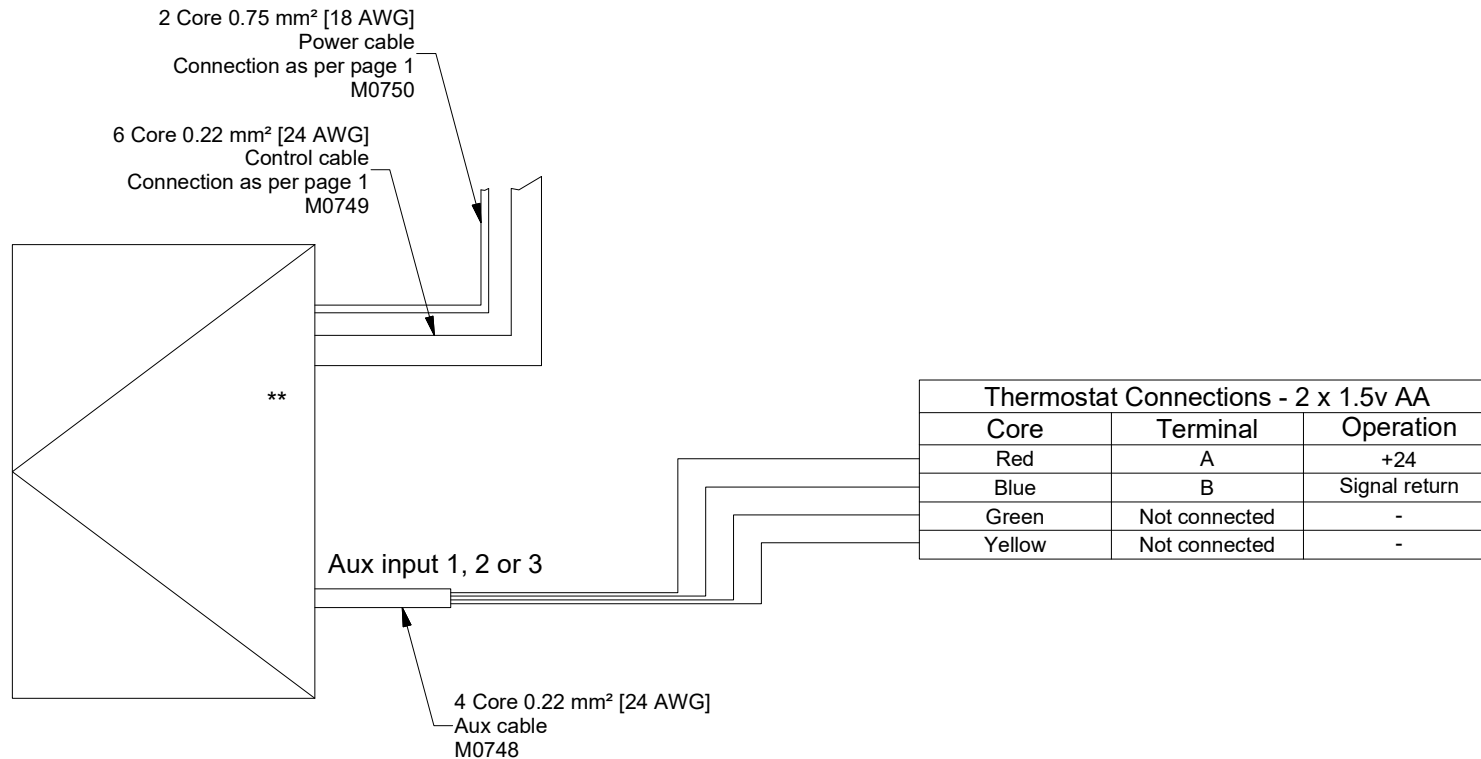 2 Core 0.75 mm² [18 AWG]
Power cable
Connection as per page 1
M0750
6 Core 0.22 mm² [24 AWG]
Control cable
Connection as per page 1
M0749
**
Thermostat Connections - 2 x 1.5v AA
Core Terminal Operation
Red A +24
Blue B Signal return
Green Not connected -
Yellow Not connected -
Aux input 1, 2 or 3
4 Core 0.22 mm² [24 AWG]
Aux cable
M0748